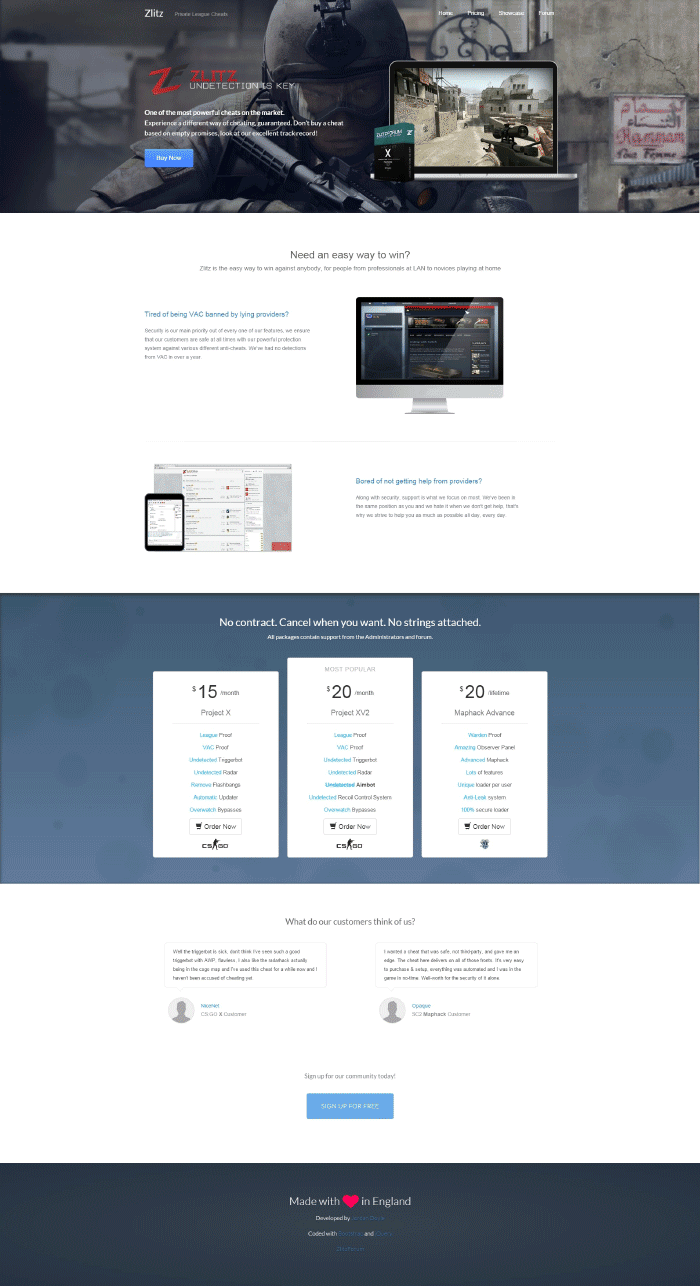 Zlitz
Private League Cheats
Home
Pricing
Showcase
Forum
ZLITZ
UNDETECTION IS KEY
One of the most powerful cheats on the market.
Experience a different way of cheating, guaranteed. Don't buy a cheat
based on empty promises, look at our excellent track record!
Buy Now
X
Need an easy way to win?
Zlitz is the easy way to win against anybody, for people from professionals at LAN to novices playing at home
Tired of being VAC banned by lying providers?
Security is our main priority out of every one of our features, we ensure
that our customers are safe at all times with our powerful protection
system against various different anti-cheats. We've had no detections
from VAC in over a year.
Bored of not getting help from providers?
Along with security, support is what we focus on most. We've been in
the same position as you and we hate it when we don't get help, that's
why we strive to help you as much as possible all day, every day.
No contract. Cancel when you want. No strings attached.
All packages contain support from the Administrators and forum.
$ 15 /month
Project X
League Proof
VAC Proof
Undetected Triggerbot
Undetected Radar
Remove Flashbangs
Automatic Updater
Overwatch Bypasses
Order Now
CS GO
MOST POPULAR
$ 20 /month
Project XV2
League Proof
VAC Proof
Undetected Triggerbot
Undetected Radar
Undetected Aimbot
Undetected Recoil Control System
Overwatch Bypasses
Order Now
CS GO
$ 20 /lifetime
Maphack Advance
Warden Proof
Amazing Observer Panel
Advanced Maphack
Lots of features
Unique loader per user
Anti-Leak system
100% secure loader
Order Now
What do our customers think of us?
Well the triggerbot is sick, dont think I've seen such a good
triggerbot with AWP, flawless. I also like the radarhack actually
being in the csgo map and I've used this cheat for a while now and I
haven't been accused of cheating yet.
NiceNet
CS:GO X Customer
I wanted a cheat that was safe, not third-party, and gave me an
edge. The cheat here delivers on all of those fronts. It's very easy
to purchase & setup, everything was automated and I was in the
game in no-time. Well-worth for the security of it alone.
Opaque
SC2 Maphack Customer
Sign up for our community today!
SIGN UP FOR FREE
Made with in England
Developed by
Coded with and